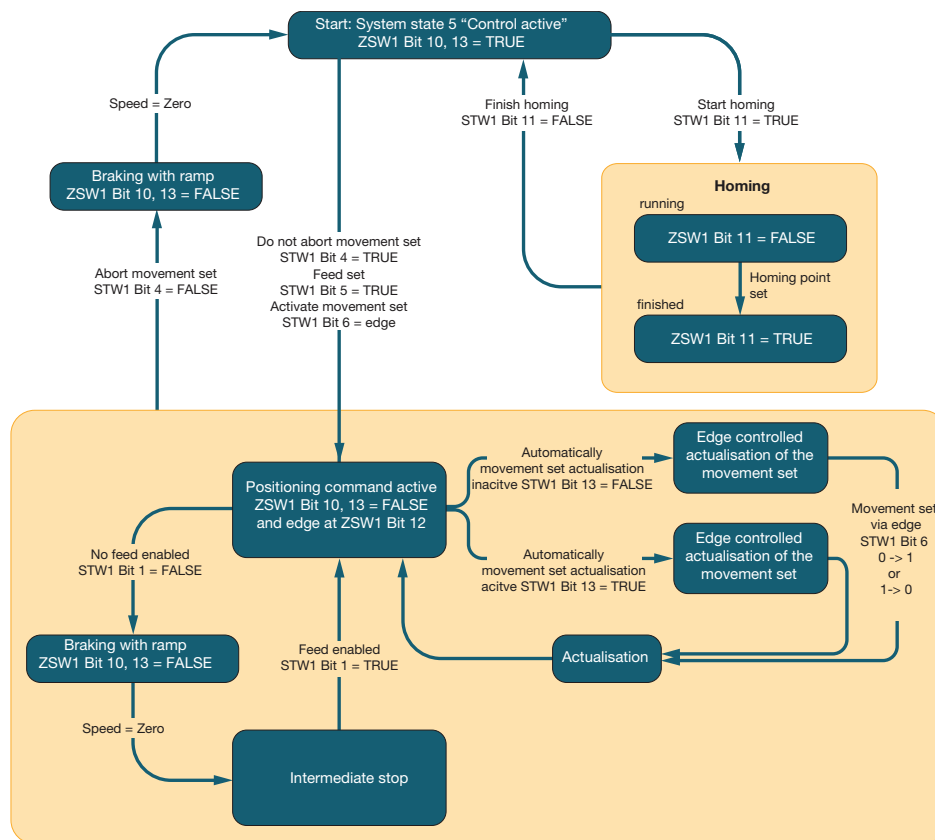 Start: System state 5 “Control active”
ZSW1 Bit 10, 13 = TRUE
Speed = Zero
Finish homing
STW1 Bit 11 = FALSE
Start homing
STW1 Bit 11 = TRUE
Braking with ramp
ZSW1 Bit 10, 13 = FALSE
Homing
running
ZSW1 Bit 11 = FALSE
Homing point
set
finished
ZSW1 Bit 11 = TRUE
Do not abort movement set
STW1 Bit 4 = TRUE
Feed set
STW1 Bit 5 = TRUE
Activate movement set
STW1 Bit 6 = edge
Abort movement set
STW1 Bit 4 = FALSE
Positioning command active
ZSW1 Bit 10, 13 = FALSE
and edge at ZSW1 Bit 12
Automatically
movement set actualisation
inacitve STW1 Bit 13 = FALSE
Edge controlled
actualisation of the
movement set
Automatically
movement set actualisation
acitve STW1 Bit 13 = TRUE
Edge controlled
actualisation of the
movement set
Movement set
via edge
STW1 Bit 6
0 -> 1
or
1-> 0
No feed enabled
STW1 Bit 1 = FALSE
Braking with ramp
ZSW1 Bit 10, 13 = FALSE
Feed enabled
STW1 Bit 1 = TRUE
Actualisation
Speed = Zero
Intermediate stop